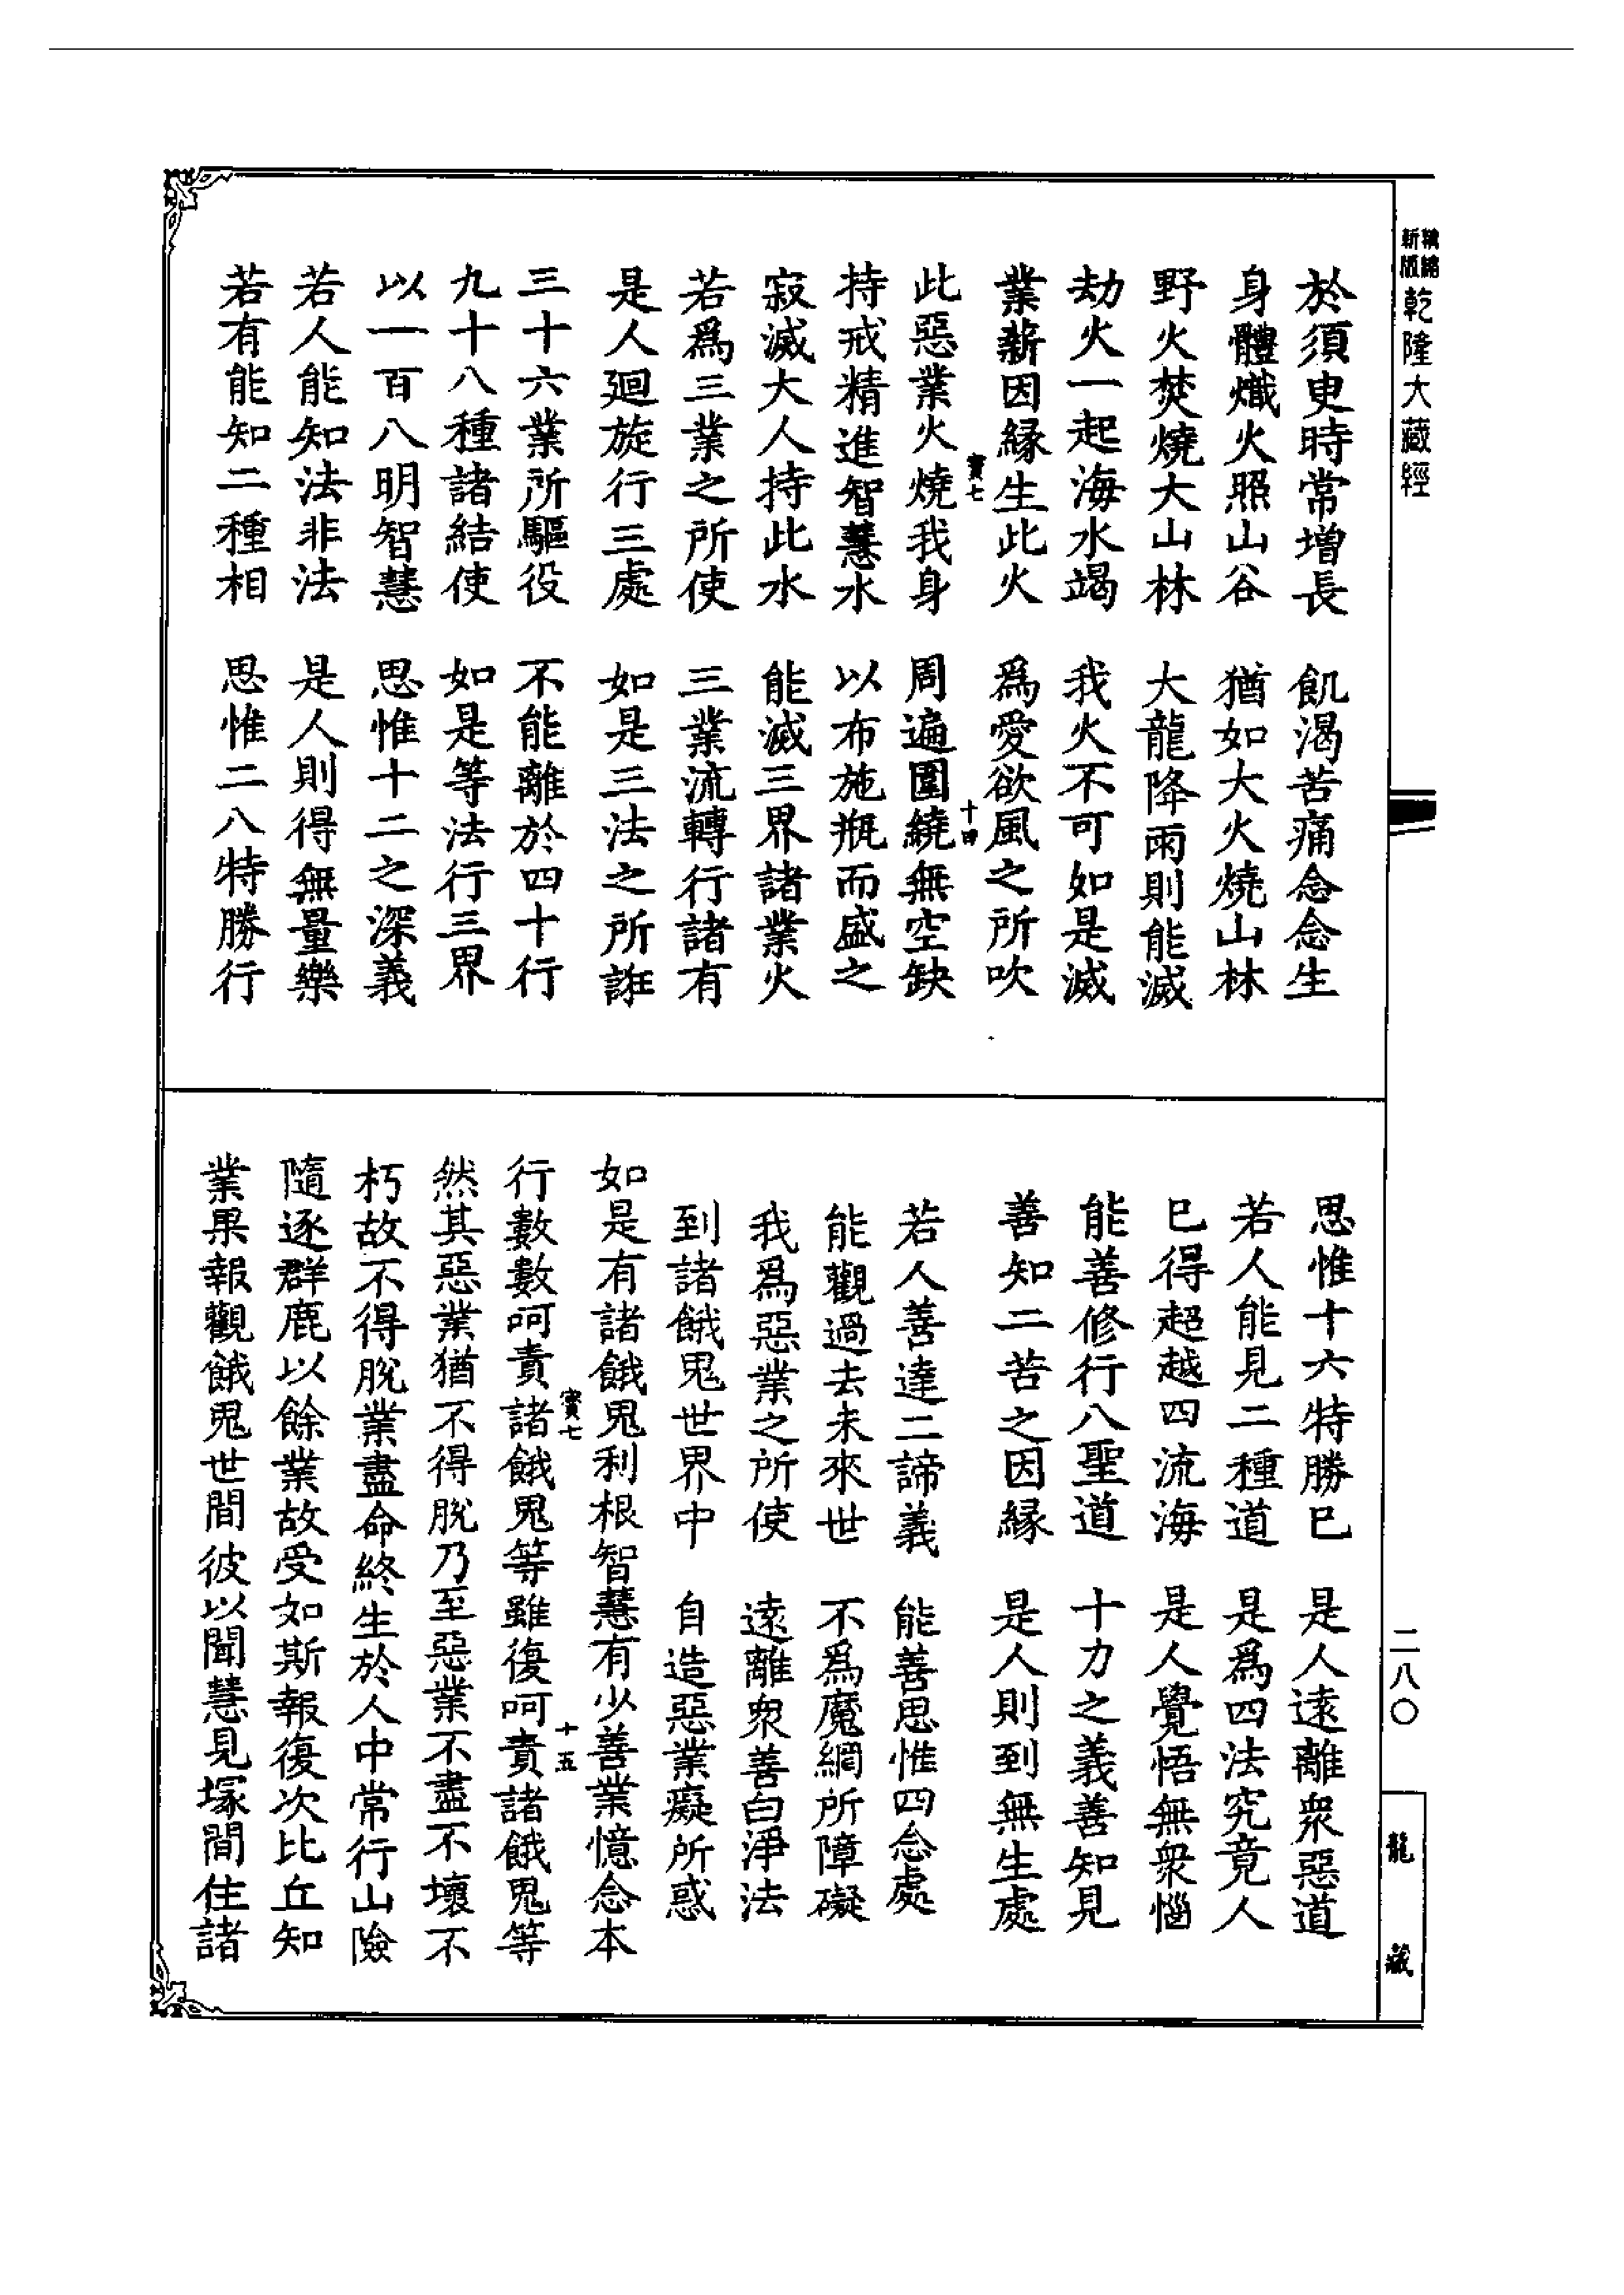 新版精縮乾隆大藏經
於須臾時常增長　飢渴苦痛念念生
身體熾火照山谷　猶如大火燒山林
野火焚燒大山林　大龍降雨則能滅
劫火一起海水竭　我火不可如是滅
業薪因緣生此火　為愛欲風之所吹
寶七　十四
此惡業火燒我身　周遍圍繞無空缺
持戒精進智慧水　以布施瓶而盛之
寂滅大人持此水　能滅三界諸業火
若為三業之所使　三業流轉行諸有
是人廻旋行三處　如是三法之所誑
三十六業所驅役　不能離於四十行
九十八種諸結使　如是等法行三界
以一百八明智慧　思惟十二之深義
若人能知法非法　是人則得無量樂
若有能知二種相　思惟二八特勝行
思惟十六特勝已　是人遠離衆惡道
若人能見二種道　是為四法究竟人
已得超越四流海　是人覺悟無衆惱
能善修行八聖道　十力之義善知見
善知二苦之因緣　是人則到無生處
若人善達二諦義　能善思惟四念處
能觀過去未來世　不為魔網所障礙
我為惡業之所使　遠離衆善白淨法
到諸餓鬼世界中　自造惡業癡所惑
如是有諸餓鬼利根智慧有少善業憶念本
寶七　十五
行數數呵責諸餓鬼等雖復呵責諸餓鬼等
然其惡業猶不得脫乃至惡業不盡不壞不
朽故不得脫業盡命終生於人中常行山險
隨逐群鹿以餘業故受如斯報復次比丘知
業果報觀餓鬼世間彼以聞慧見塚間住諸
二八〇
龍藏